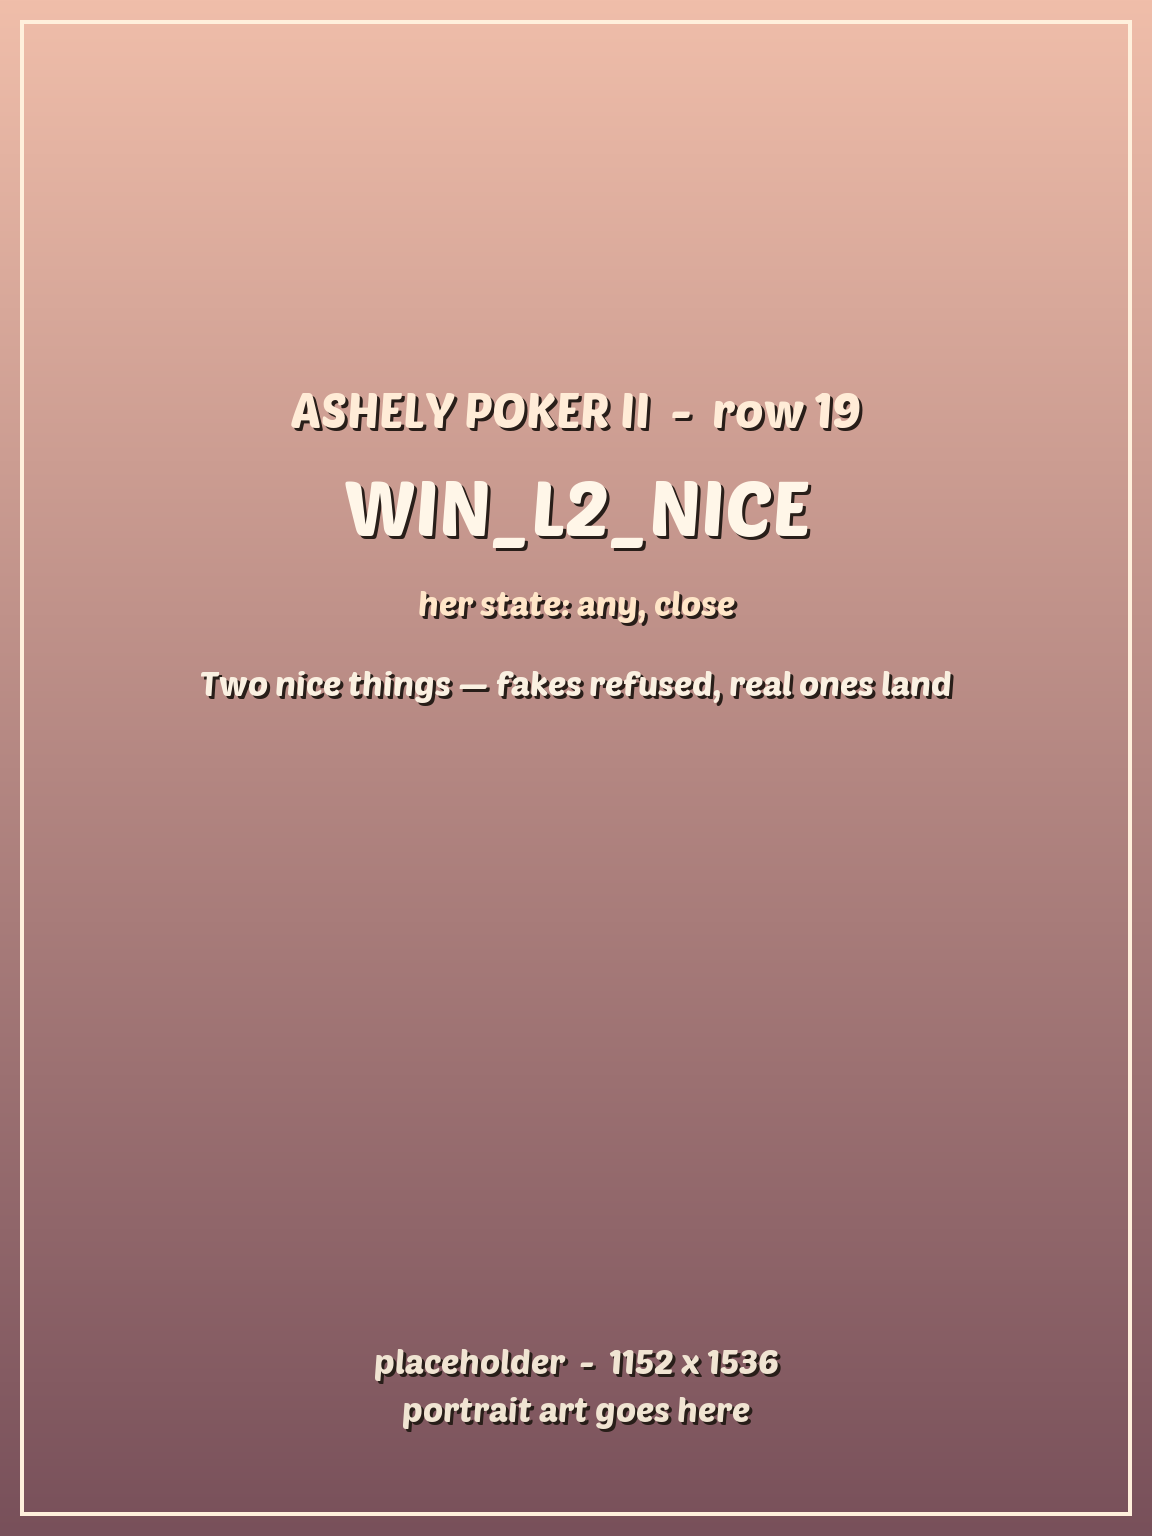 ASHELY POKER II - row 19
WIN_L2_NICE
her state: any, close
Two nice things — fakes refused, real ones land
placeholder - 1152 x 1536
portrait art goes here